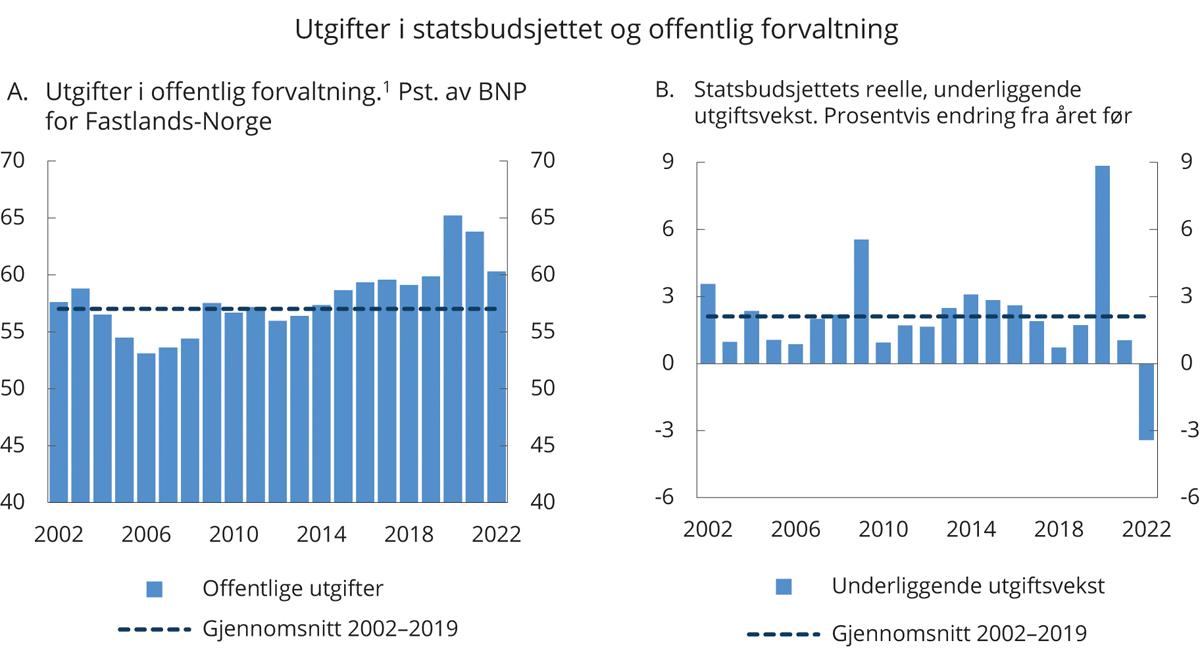 Utgifter i statsbudsjettet og offentlig forvaltning
A. Utgifter i offentlig forvaltning.¹ Pst. av BNP
for Fastlands-Norge
70 70
65 65
60 60
55 55
50 50
45 45
40 40
2002 2006 2010 2014 2018 2022
Offentlige utgifter
Gjennomsnitt 2002–2019
B. Statsbudsjettets reelle, underliggende
utgiftsvekst. Prosentvis endring fra året før
9 9
6 6
3 3
0 0
-3 -3
-6 -6
2002 2006 2010 2014 2018 2022
Underliggende utgiftsvekst
Gjennomsnitt 2002–2019